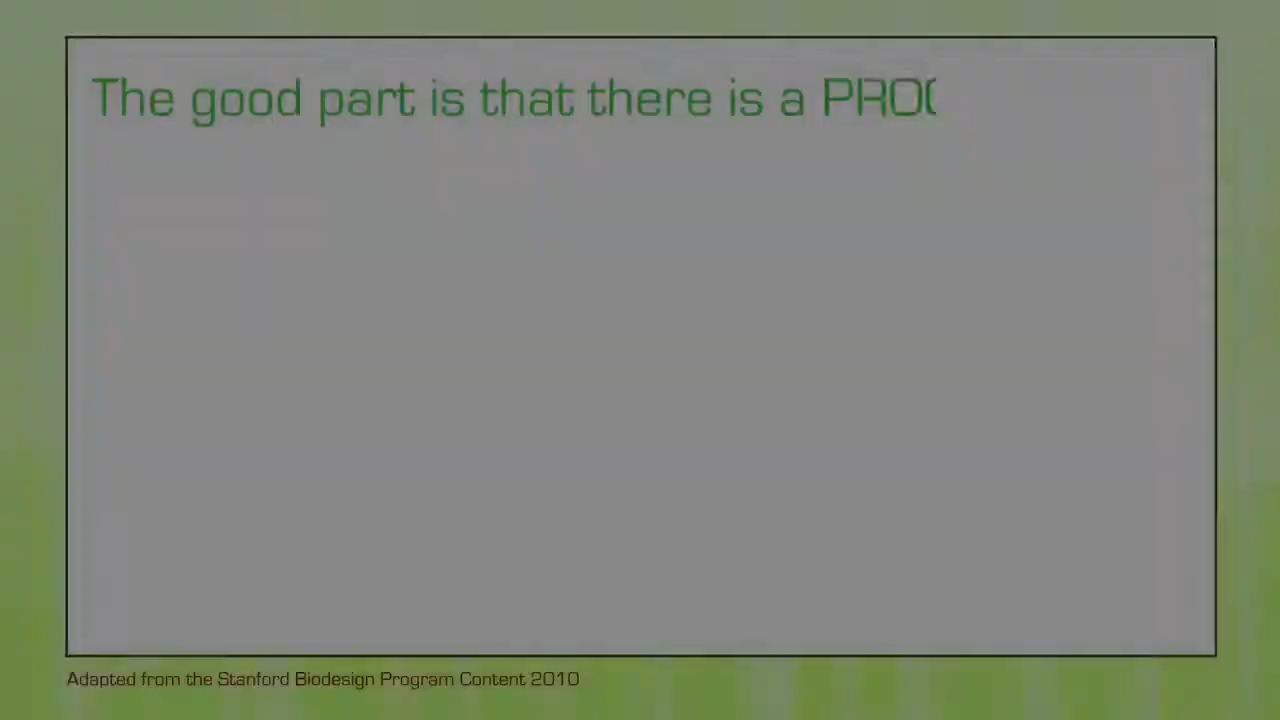 The good part is that there is a PRO
Adapted from the Stanford Biodesign Program Content 2010